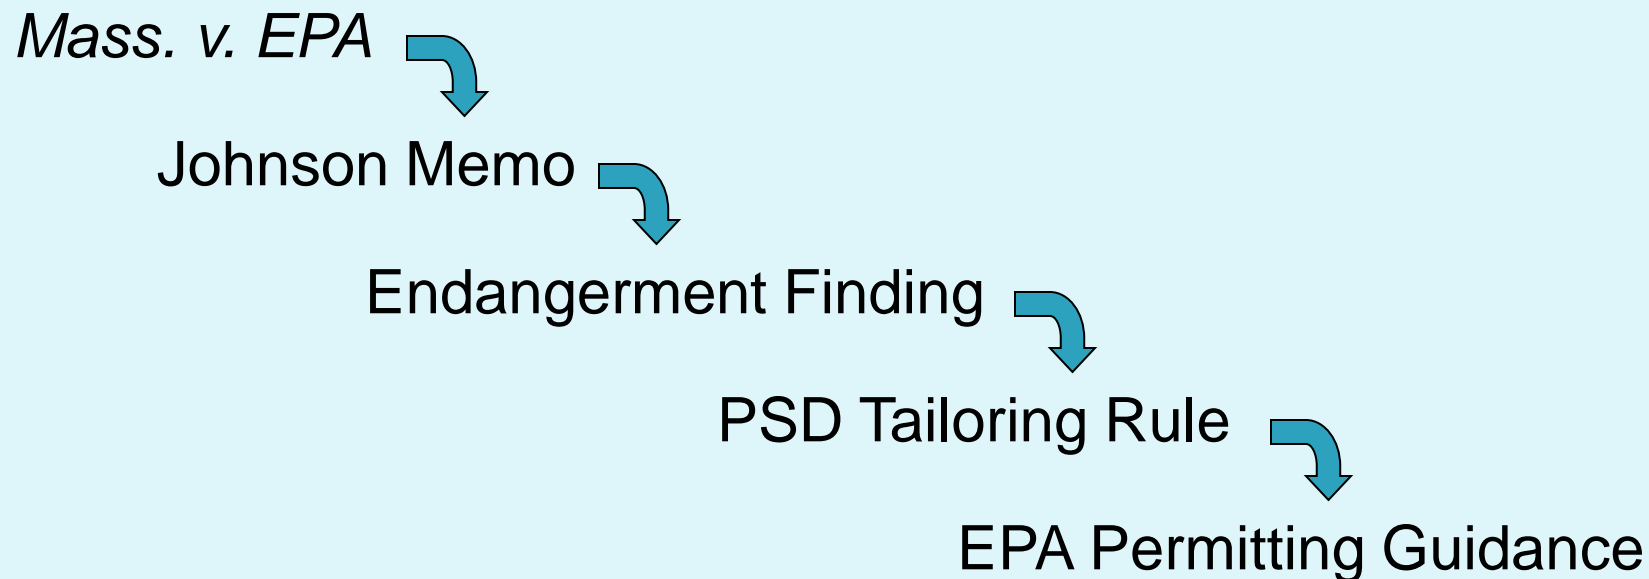 Mass. v. EPA
Johnson Memo
Endangerment Finding
PSD Tailoring Rule
EPA Permitting Guidance